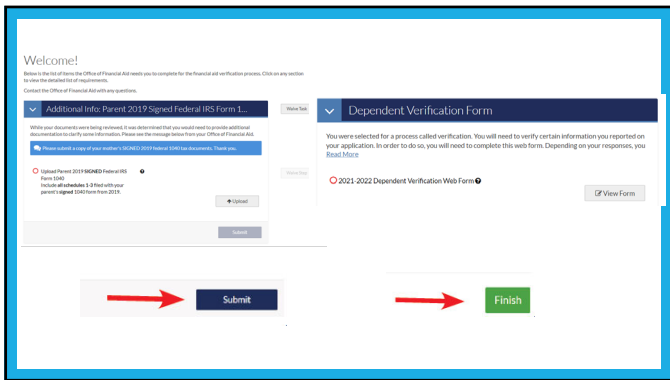 Welcome!
Below is the list of items the Office of Financial Aid needs you to complete for the financial aid verification process. Click on any section
to view the detailed list of requirements.
Contact the Office of Financial Aid with any questions.
Additional Info: Parent 2019 Signed Federal IRS Form 1...
Waive Task
While your documents were being reviewed, it was determined that you would need to provide additional
documentation to clarify some information. Please see the message below from your Office of Financial Aid.
Please submit a copy of your mother's SIGNED 2019 federal 1040 tax documents. Thank you.
Upload Parent 2019 SIGNED Federal IRS
Form 1040
Include all schedules 1-3 filed with your
parent's signed 1040 form from 2019.
Waive Step
Upload
Submit
Dependent Verification Form
You were selected for a process called verification. You will need to verify certain information you reported on
your application. In order to do so, you will need to complete this web form. Depending on your responses, you
Read More
2021-2022 Dependent Verification Web Form
View Form
Submit
Finish